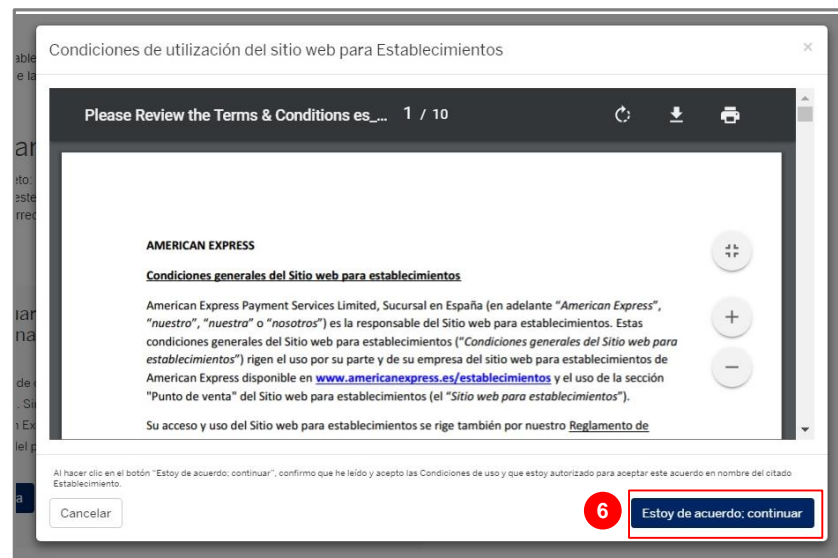 Condiciones de utilización del sitio web para Establecimientos
×
Please Review the Terms & Conditions es_... 1 / 10
AMERICAN EXPRESS
Condiciones generales del Sitio web para establecimientos
American Express Payment Services Limited, Sucursal en España (en adelante “American Express”,
“nuestro”, “nuestra” o “nosotros”) es la responsable del Sitio web para establecimientos. Estas
condiciones generales del Sitio web para establecimientos (“Condiciones generales del Sitio web para
establecimientos”) rigen el uso por su parte y de su empresa del sitio web para establecimientos de
American Express disponible en www.americanexpress.es/establecimientos y el uso de la sección
"Punto de venta" del Sitio web para establecimientos (el “Sitio web para establecimientos”).
Su acceso y uso del Sitio web para establecimientos se rige también por nuestro Reglamento de
Al hacer clic en el botón "Estoy de acuerdo; continuar", confirmo que he leído y acepto las Condiciones de uso y que estoy autorizado para aceptar este acuerdo en nombre del citado
Establecimiento.
Cancelar
6
Estoy de acuerdo; continuar